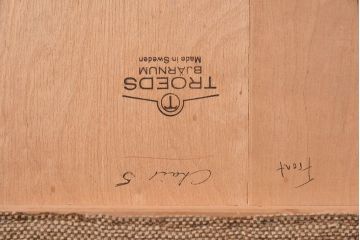 TROEDS
BJÄRNUM
Made in Sweden
Chair 5
Front